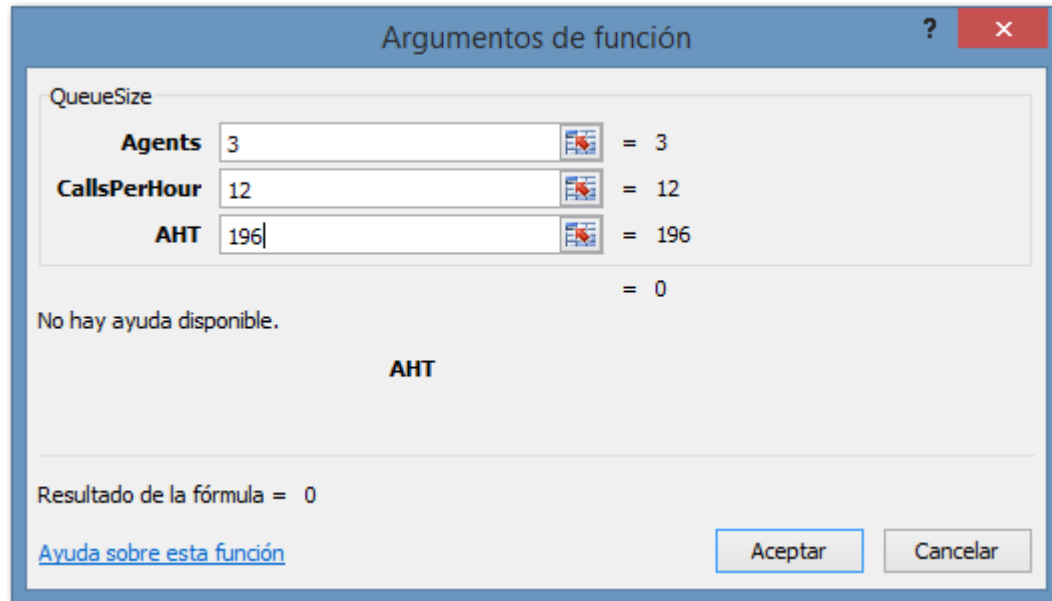 Argumentos de función ? ×
QueueSize
Agents 3 = 3
CallsPerHour 12 = 12
AHT 196 = 196
= 0
No hay ayuda disponible.
AHT
Resultado de la fórmula = 0
Ayuda sobre esta función Aceptar Cancelar